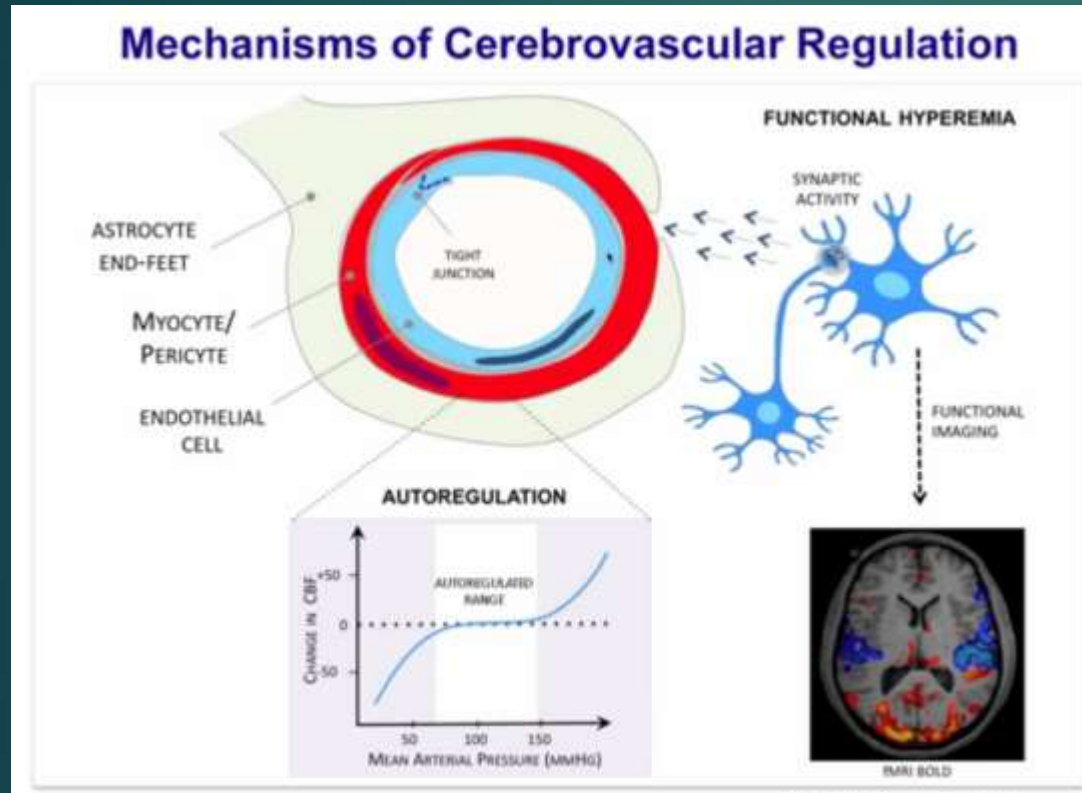 Mechanisms of Cerebrovascular Regulation
FUNCTIONAL HYPEREMIA
SYNAPTIC
ACTIVITY
ASTROCYTE
END-FEET
TIGHT
JUNCTION
MYOCYTE/
PERICYTE
ENDOTHELIAL
CELL
FUNCTIONAL
IMAGING
AUTOREGULATION
CHANGE IN CBF
+50
0
-50
AUTOREGULATED
RANGE
50 100 150
MEAN ARTERIAL PRESSURE (MMHG)
fMRI BOLD